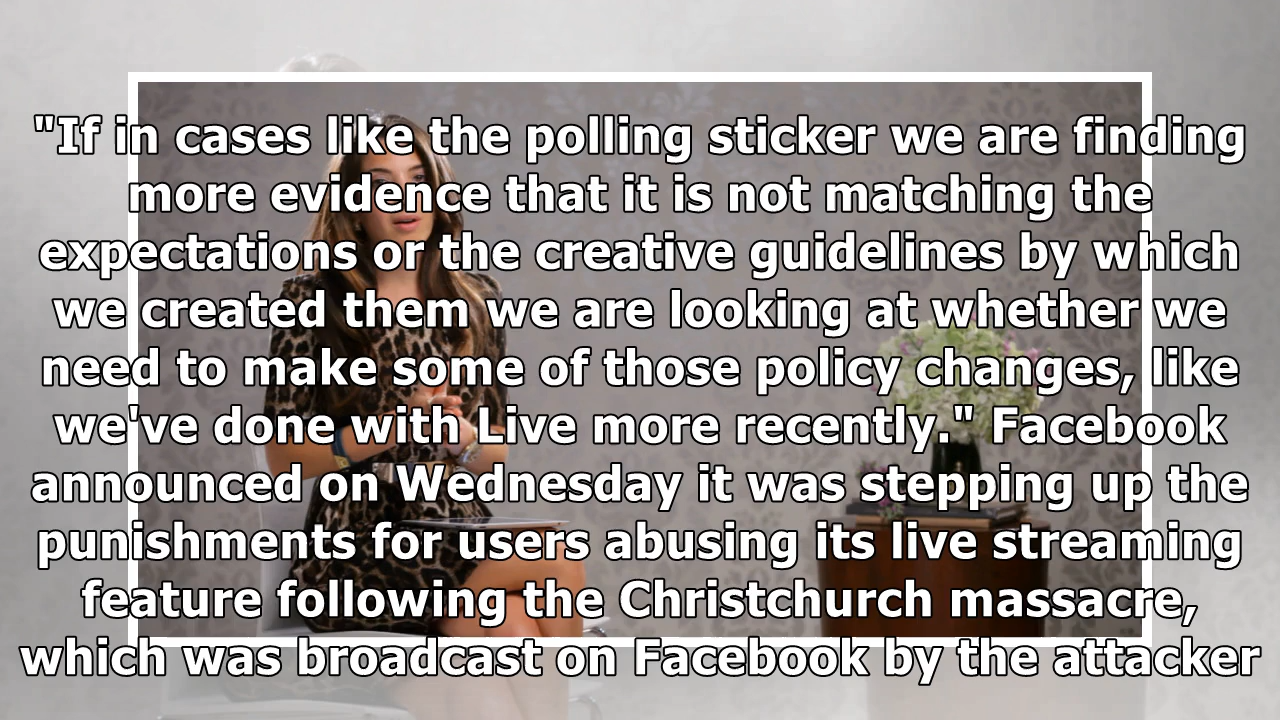 "If in cases like the polling sticker we are finding
more evidence that it is not matching the
expectations or the creative guidelines by which
we created them we are looking at whether we
need to make some of those policy changes, like
we've done with Live more recently." Facebook
announced on Wednesday it was stepping up the
punishments for users abusing its live streaming
feature following the Christchurch massacre,
which was broadcast on Facebook by the attacker